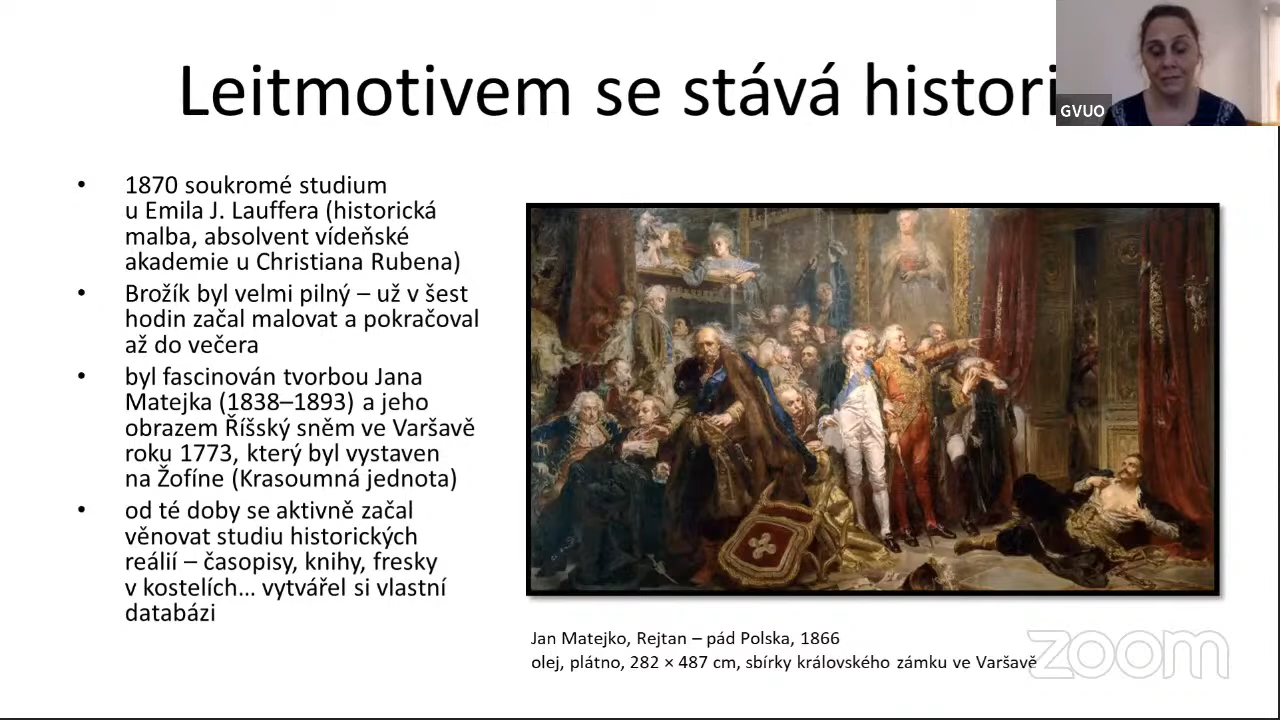 Leitmotivem se stává histori
GVUO
• 1870 soukromé studium
u Emila J. Lauffera (historická
malba, absolvent vídeňské
akademie u Christiana Rubena)
• Brožík byl velmi pilný – už v šest
hodin začal malovat a pokračoval
až do večera
• byl fascinován tvorbou Jana
Matejka (1838–1893) a jeho
obrazem Říšský sněm ve Varšavě
roku 1773, který byl vystaven
na Žofíne (Krasoumná jednota)
• od té doby se aktivně začal
věnovat studiu historických
reálií – časopisy, knihy, fresky
v kostelích... vytvářel si vlastní
databázi
Jan Matejko, Rejtan – pád Polska, 1866
olej, plátno, 282 × 487 cm, sbírky královského zámku ve Varšavě
zoom